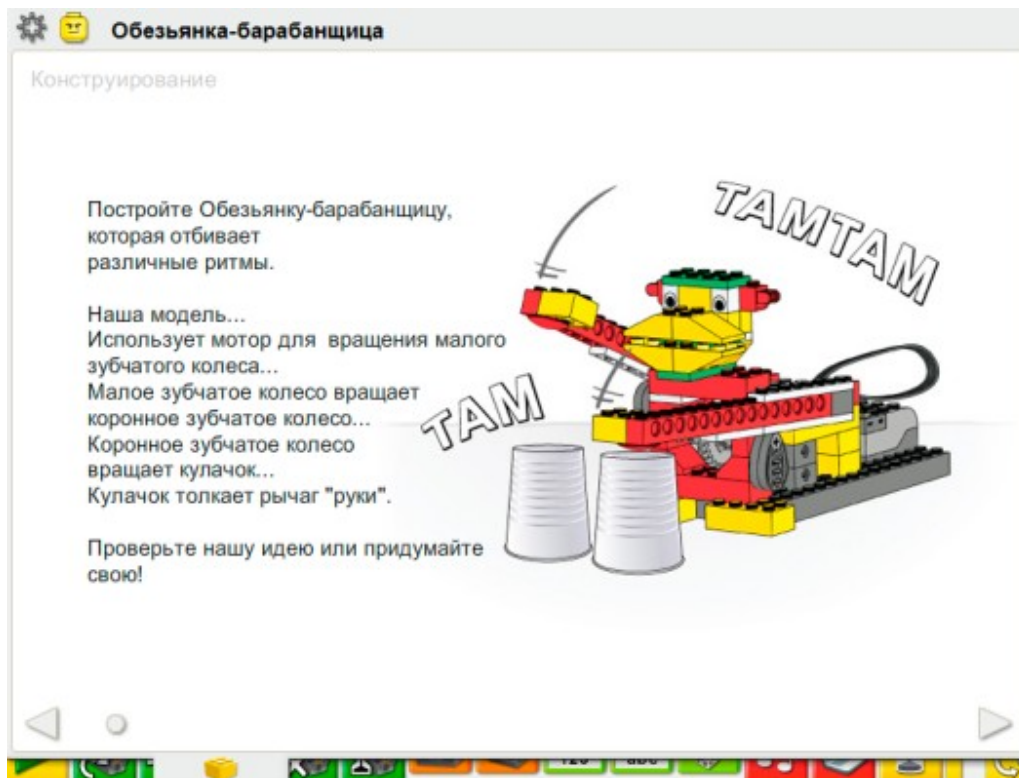 Обезьянка-барабанщица
Конструирование
Постройте Обезьянку-барабанщицу,
которая отбивает
различные ритмы.
Наша модель...
Использует мотор для вращения малого
зубчатого колеса...
Малое зубчатое колесо вращает
коронное зубчатое колесо...
Коронное зубчатое колесо
вращает кулачок...
Кулачок толкает рычаг "руки".
Проверьте нашу идею или придумайте
свою!
ТАМТАМ
ТАМ